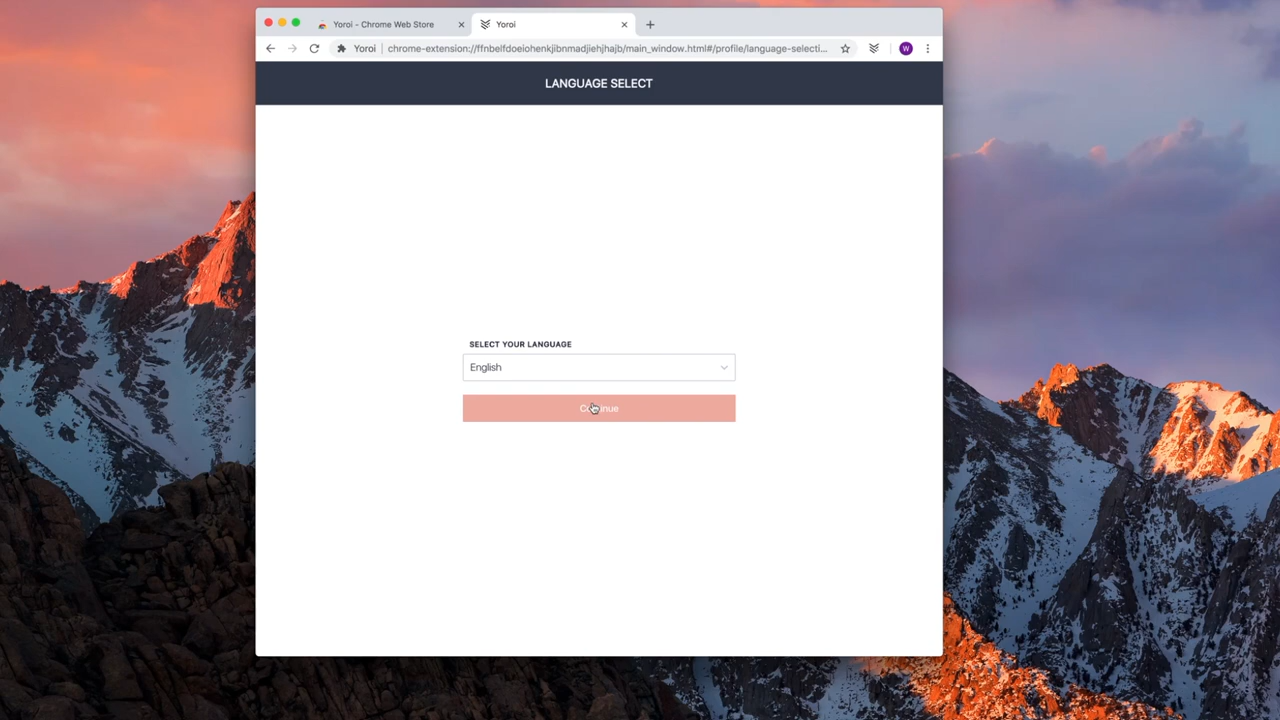 Yoroi - Chrome Web Store
Yoroi
Yoroi
chrome-extension://ffnbelfdoeiohenkjibnmadjiehjhajb/main_window.html#/profile/language-selecti...
W
LANGUAGE SELECT
SELECT YOUR LANGUAGE
English
Continue